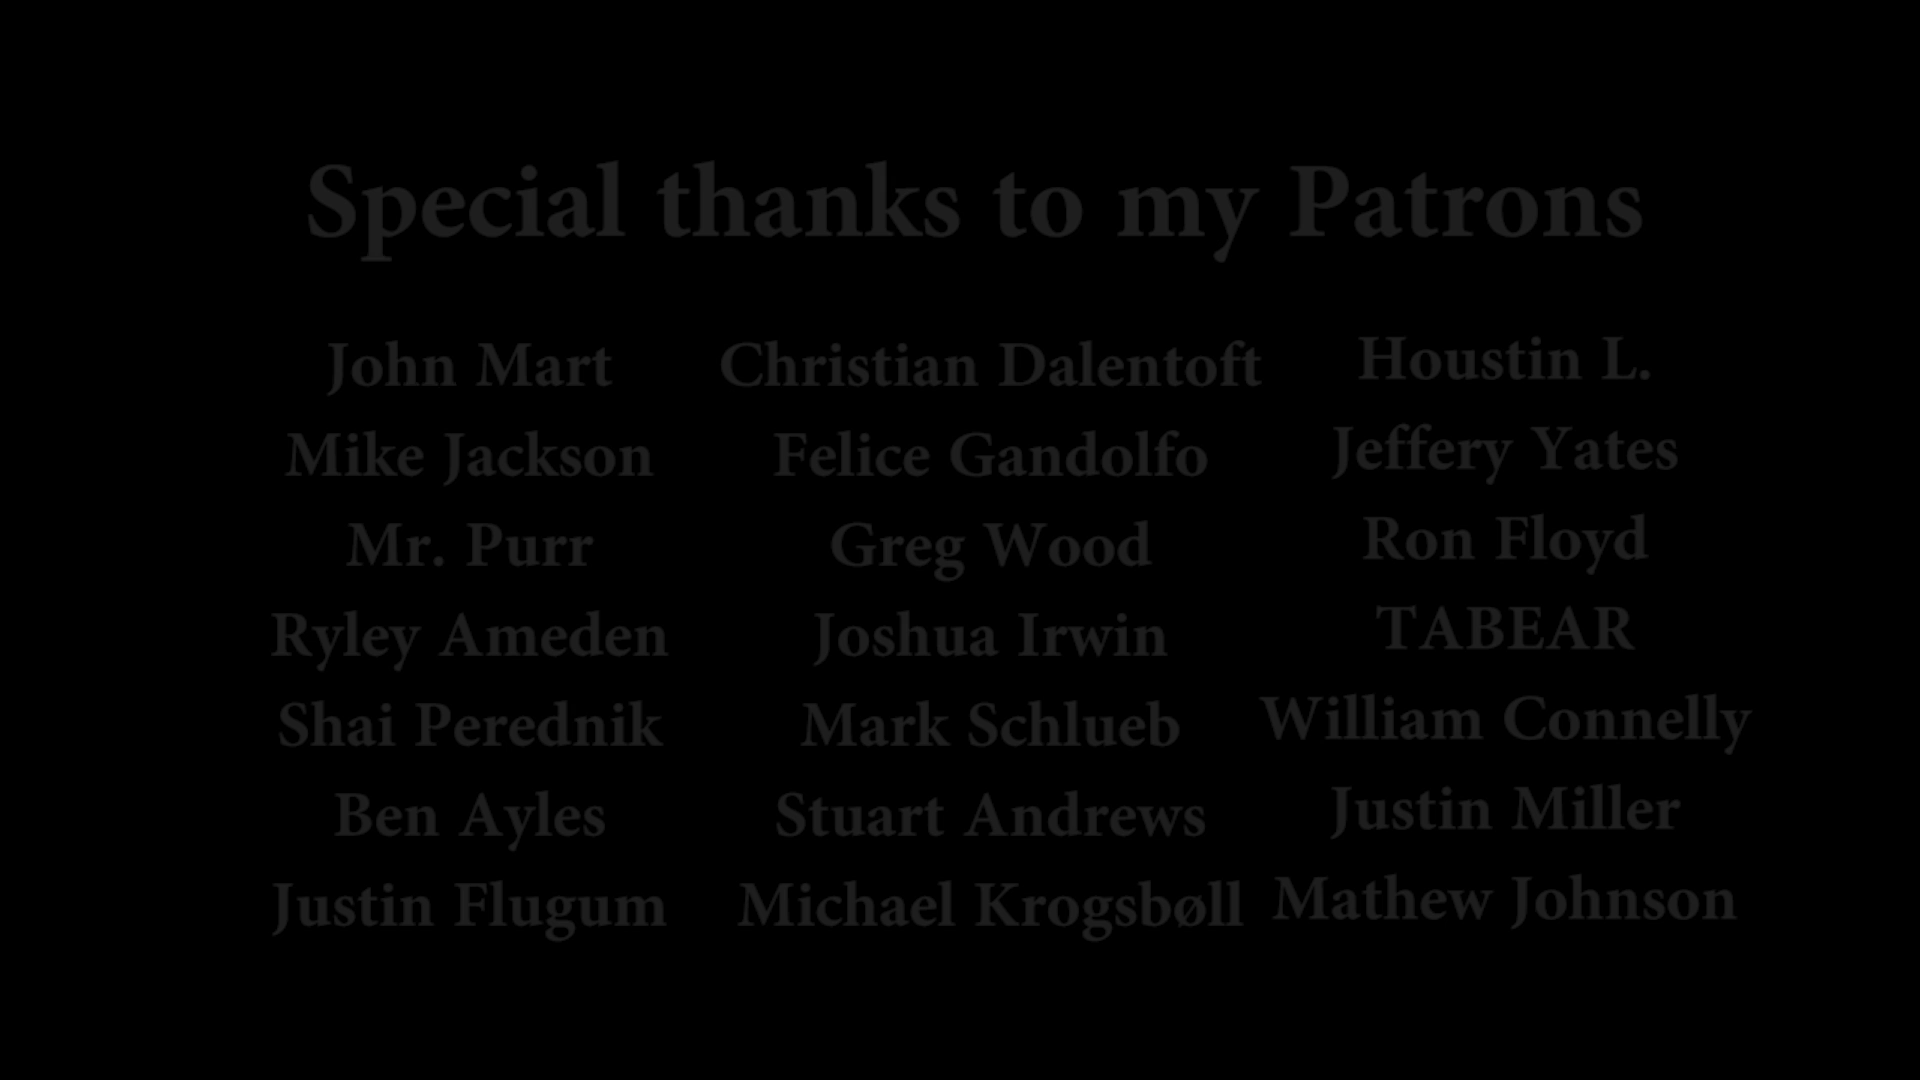 Special thanks to my Patrons
John Mart
Mike Jackson
Mr. Purr
Ryley Ameden
Shai Perednik
Ben Ayles
Justin Flugum
Christian Dalentoft
Felice Gandolfo
Greg Wood
Joshua Irwin
Mark Schlueb
Stuart Andrews
Michael Krogsbøll
Houstin L.
Jeffery Yates
Ron Floyd
TABEAR
William Connelly
Justin Miller
Mathew Johnson